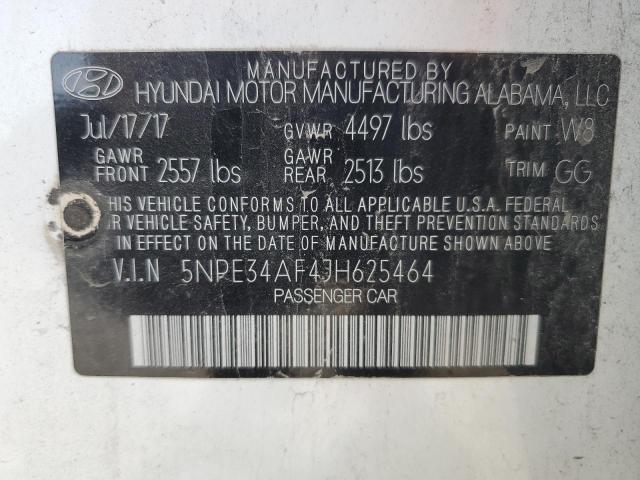 MANUFACTURED BY
HYUNDAI MOTOR MANUFACTURING ALABAMA, LLC
Jul/17/17 GVWR 4497 lbs PAINT W8
GAWR FRONT 2557 lbs GAWR REAR 2513 lbs TRIM GG
THIS VEHICLE CONFORMS TO ALL APPLICABLE U.S.A. FEDERAL
VEHICLE SAFETY, BUMPER, AND THEFT PREVENTION STANDARDS
IN EFFECT ON THE DATE OF MANUFACTURE SHOWN ABOVE.
V.I.N 5NPE34AF4JH625464
PASSENGER CAR